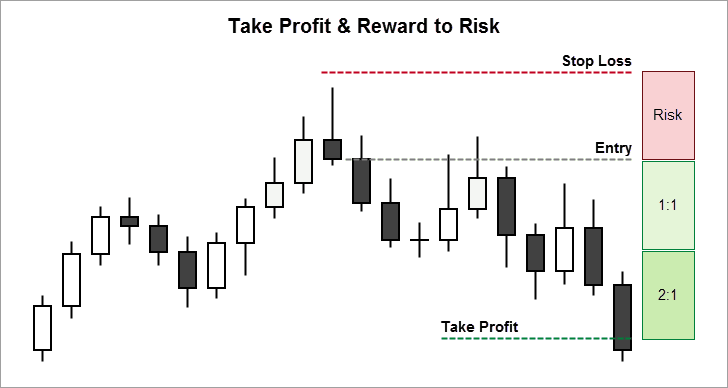 Take Profit & Reward to Risk
Stop Loss
Risk
Entry
1:1
2:1
Take Profit